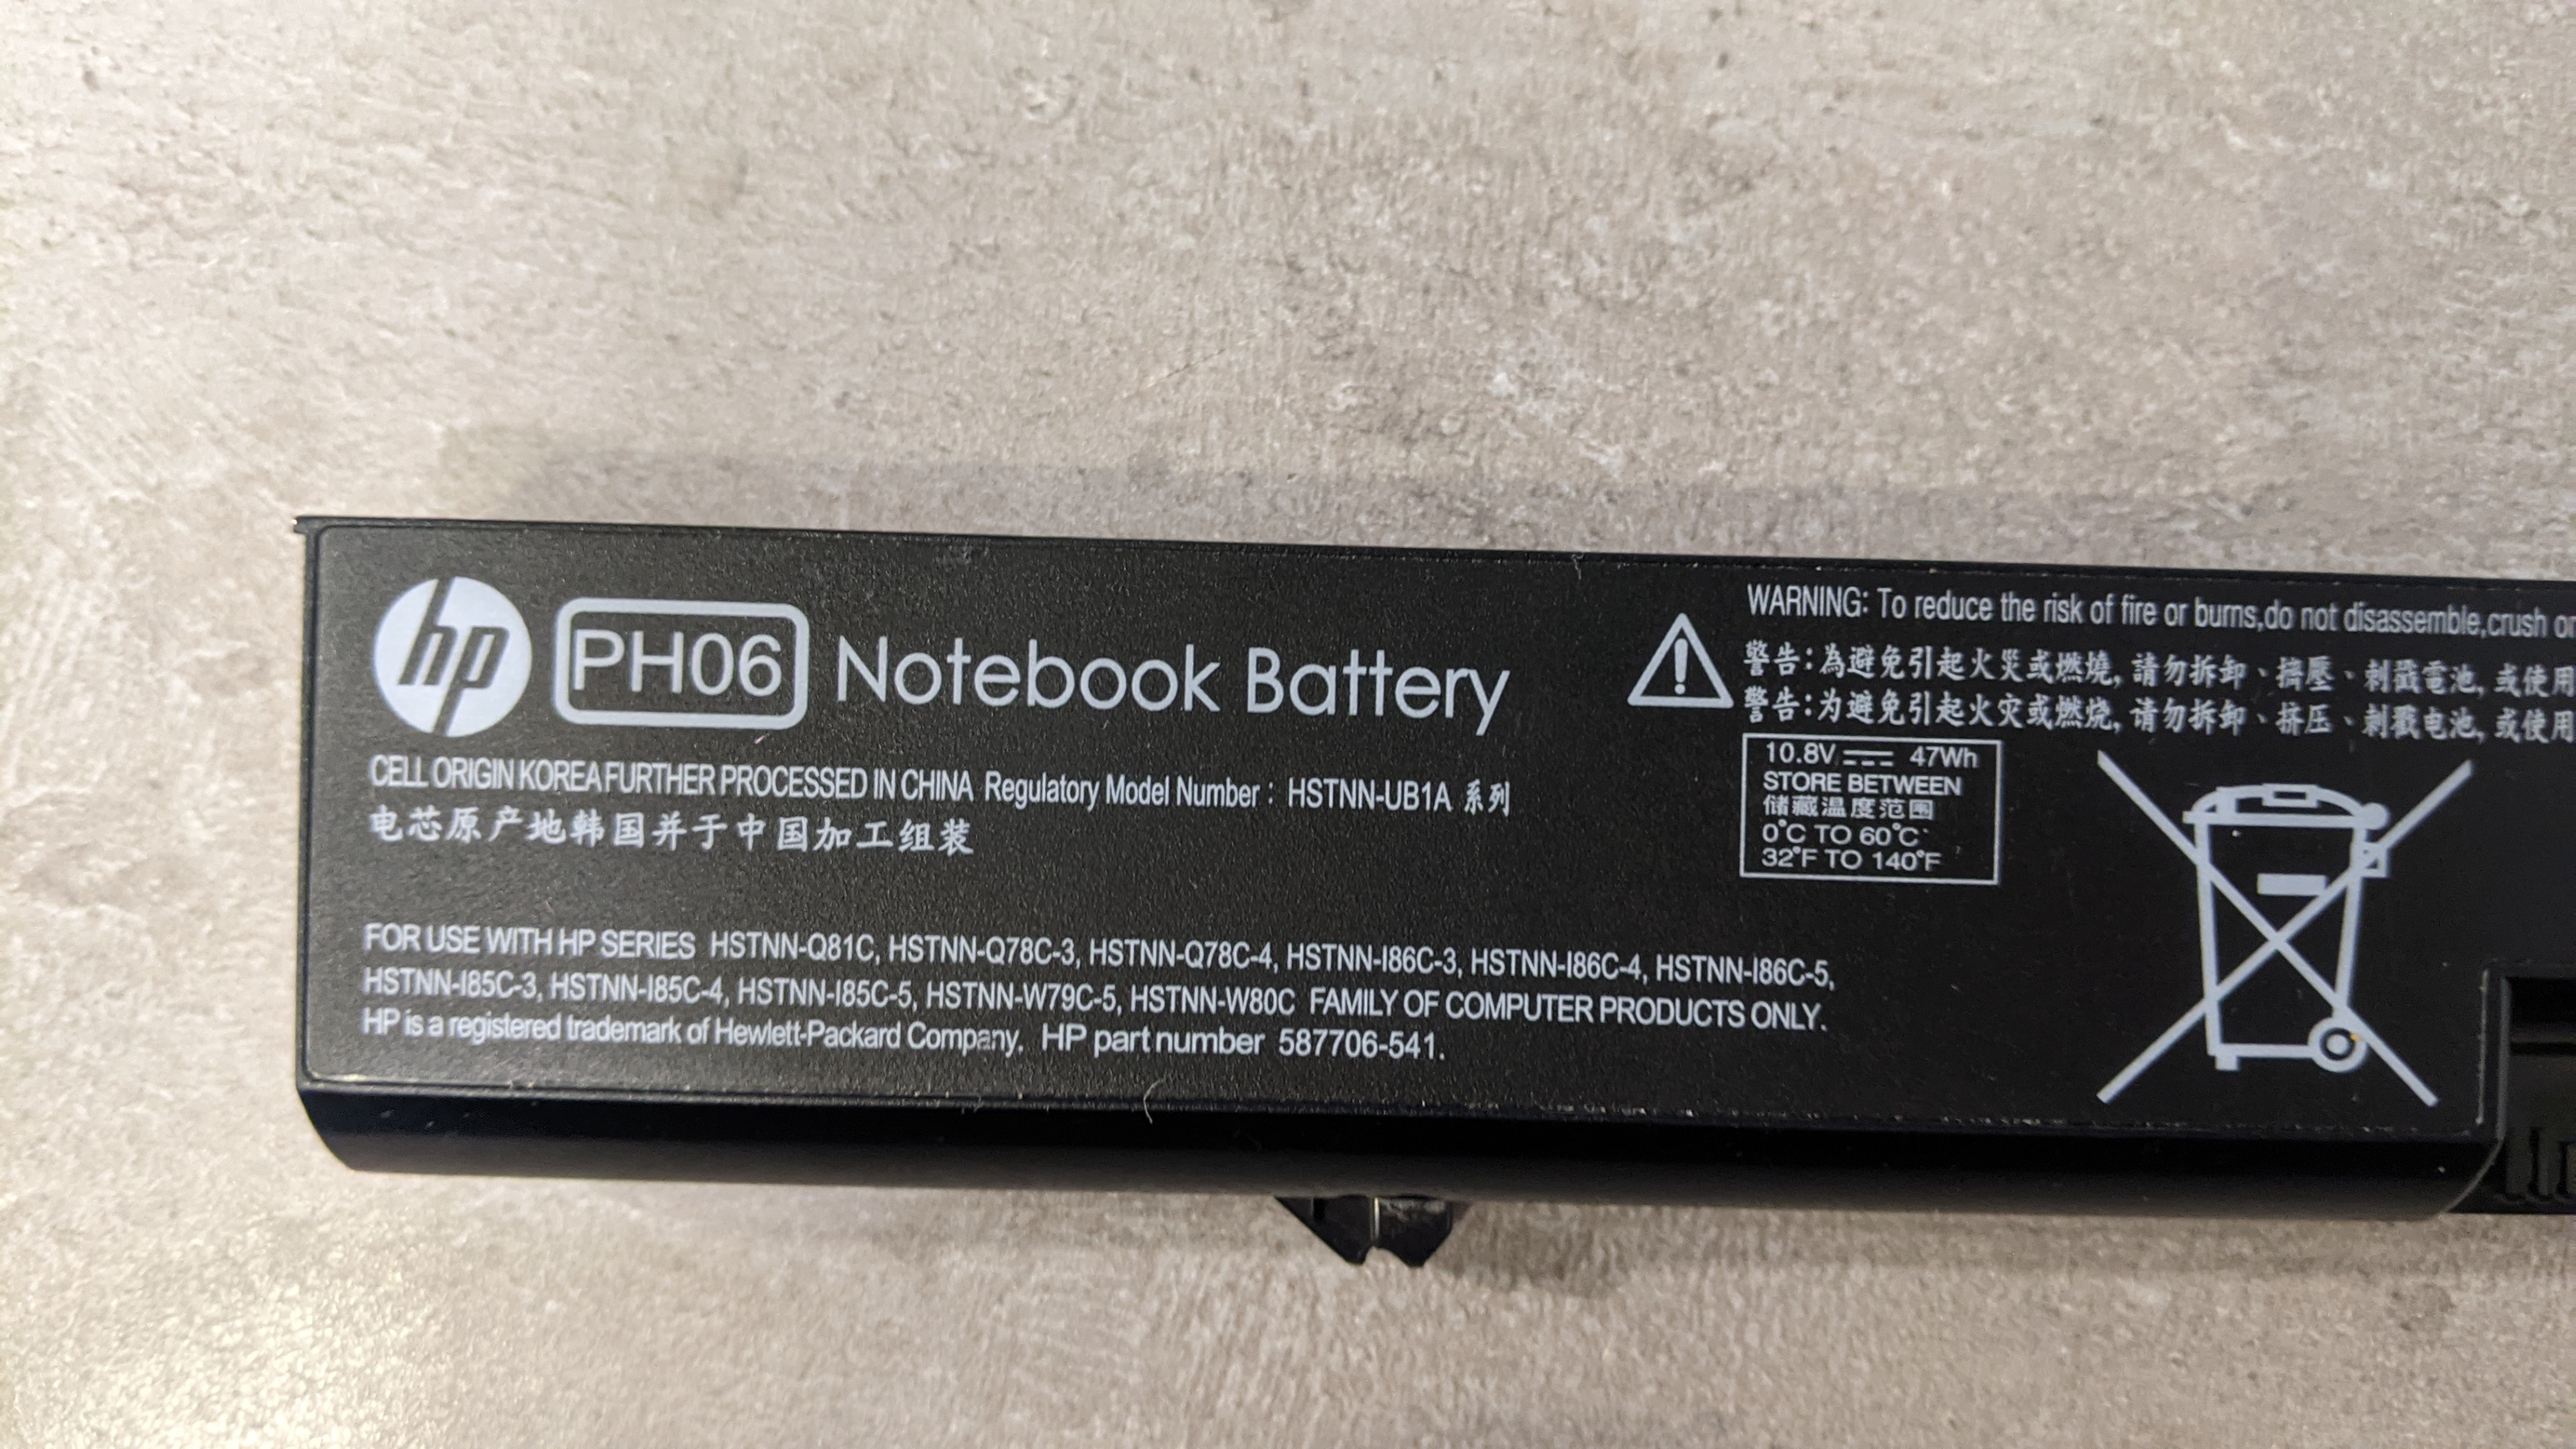 hp PH06 Notebook Battery
CELL ORIGIN KOREA FURTHER PROCESSED IN CHINA Regulatory Model Number : HSTNN-UB1A 系列
电芯原产地韩国并于中国加工组装
FOR USE WITH HP SERIES HSTNN-Q81C, HSTNN-Q78C-3, HSTNN-Q78C-4, HSTNN-I86C-3, HSTNN-I86C-4, HSTNN-I86C-5,
HSTNN-I85C-3, HSTNN-I85C-4, HSTNN-I85C-5, HSTNN-W79C-5, HSTNN-W80C FAMILY OF COMPUTER PRODUCTS ONLY.
HP is a registered trademark of Hewlett-Packard Company. HP part number 587706-541.
WARNING: To reduce the risk of fire or burns,do not disassemble,crush or
警告:為避免引起火災或燃燒, 請勿拆卸、擠壓、刺戳電池, 或使用
警告:为避免引起火灾或燃烧, 请勿拆卸、挤压、刺戳电池, 或使用
10.8V 47Wh
STORE BETWEEN
储藏温度范围
0°C TO 60°C
32°F TO 140°F